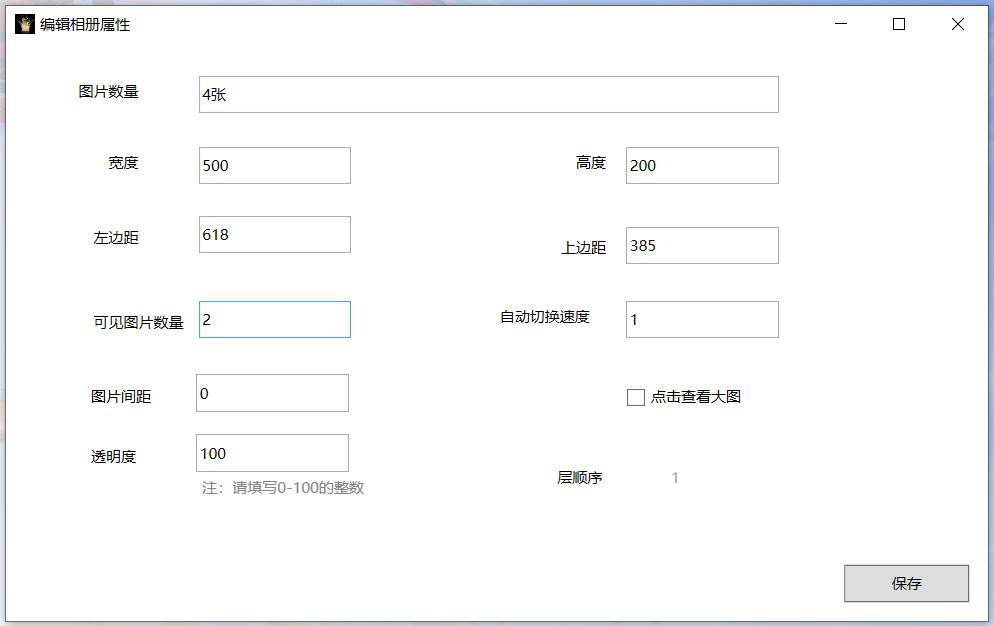 编辑相册属性
图片数量 4张
宽度 500 高度 200
左边距 618 上边距 385
可见图片数量 2 自动切换速度 1
图片间距 0 点击查看大图
透明度 100
注：请填写0-100的整数
层顺序 1
保存